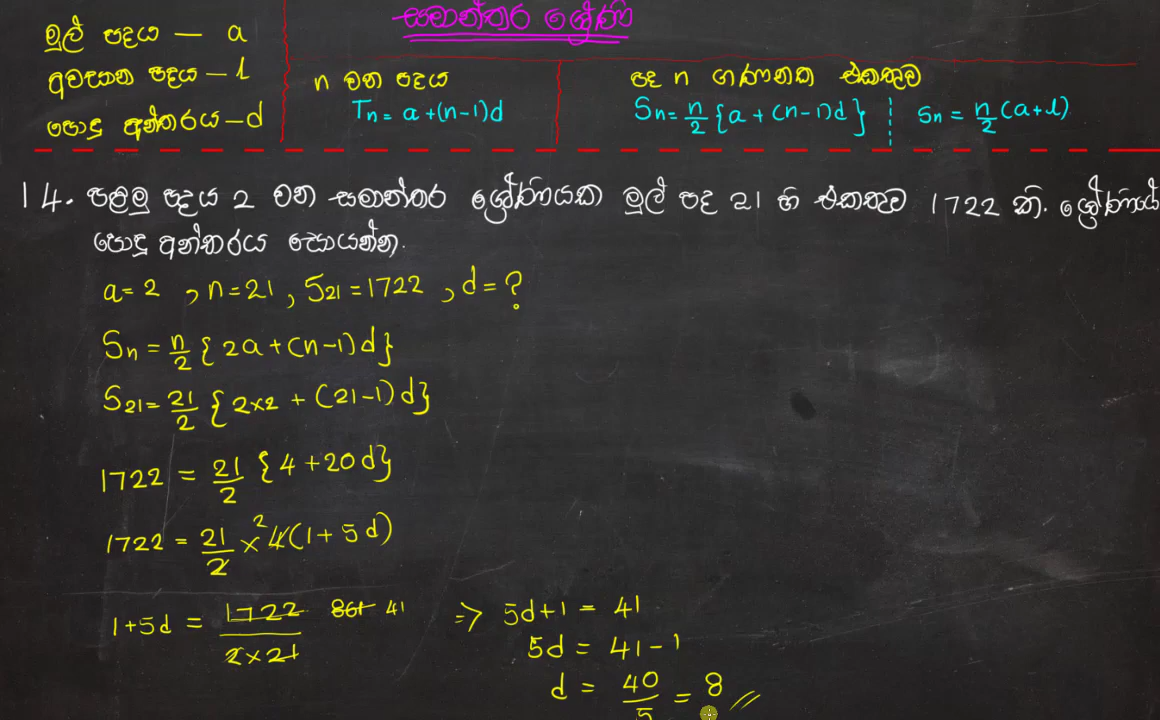 සමාන්තර ශ්‍රේණි
මුල් පදය — a
අවසාන පදය – l
පොදු අන්තරය – d
n වන පදය
Tn = a + (n-1)d
පද n ගණනක එකතුව
Sn = n/2 {a + (n-1)d}
Sn = n/2 (a+l)
14. පළමු පදය 2 වන සමාන්තර ශ්‍රේණියක මුල් පද 21 හි එකතුව 1722 කි. ශ්‍රේණියේ
පොදු අන්තරය සොයන්න.
a = 2 , n = 21 , S21 = 1722 , d = ?
Sn = n/2 { 2a + (n-1) d}
S21 = 21/2 { 2×2 + (21-1) d}
1722 = 21/2 {4 + 20d}
1722 = 21/2 × 4 2 (1 + 5d)
1+5d = 1722/2×21 861 41
=> 5d+1 = 41
5d = 41 - 1
d = 40/5 = 8 //